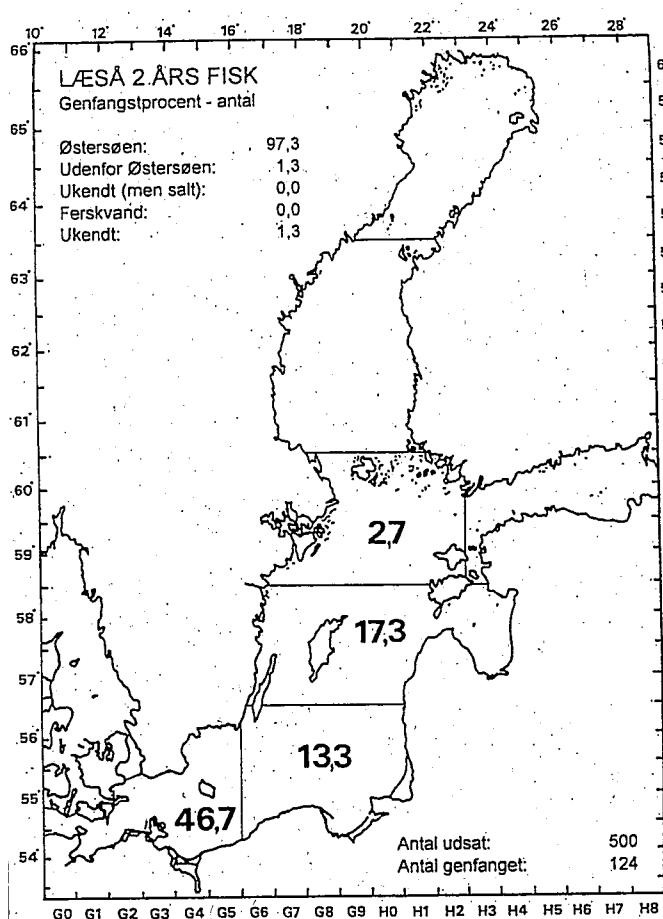 10° 12° 14° 16° 18° 20° 22° 24° 26° 28°
66°
LÆSÅ 2.ÅRS FISK
Genfangstprocent - antal
65°
Østersøen: 97,3
Udenfor Østersøen: 1,3
Ukendt (men salt): 0,0
64°
Ferskvand: 0,0
Ukendt: 1,3
63°
62°
61°
60°
2,7
59°
58°
17,3
57°
56°
13,3
55°
46,7
Antal udsat: 500
54°
Antal genfanget: 124
G0 G1 G2 G3 G4 G5 G6 G7 G8 G9 H0 H1 H2 H3 H4 H5 H6 H7 H8